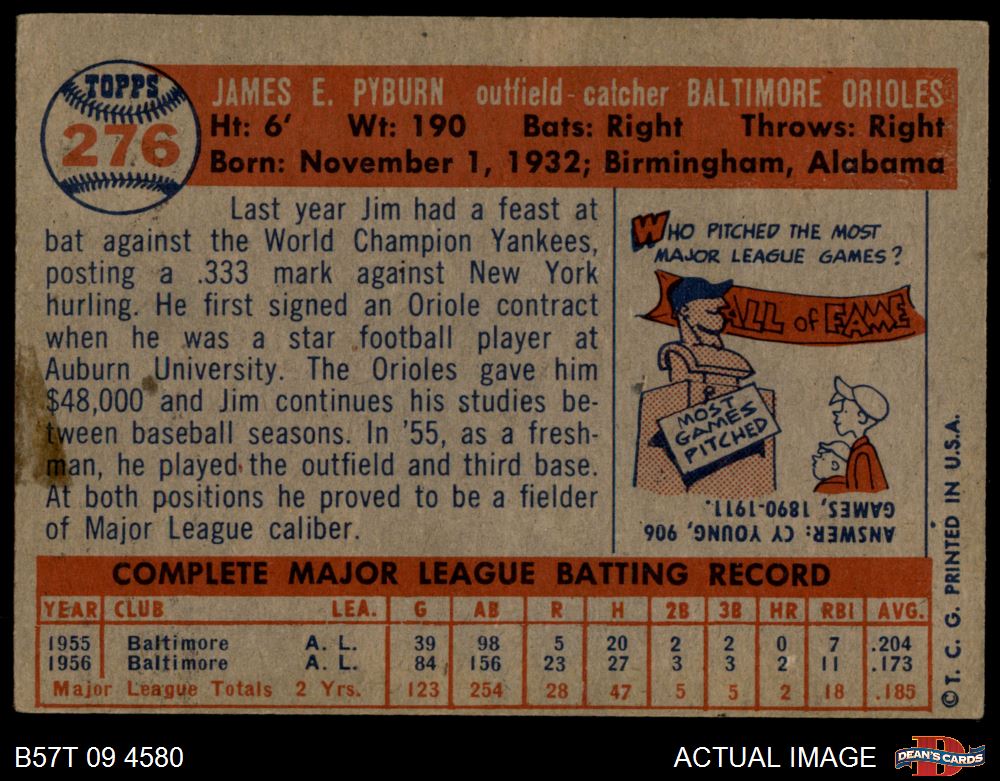 TOPPS
276
JAMES E. PYBURN outfield-catcher BALTIMORE ORIOLES
Ht: 6' Wt: 190 Bats: Right Throws: Right
Born: November 1, 1932; Birmingham, Alabama
Last year Jim had a feast at
bat against the World Champion Yankees,
posting a .333 mark against New York
hurling. He first signed an Oriole contract
when he was a star football player at
Auburn University. The Orioles gave him
$48,000 and Jim continues his studies be-
tween baseball seasons. In '55, as a fresh-
man, he played the outfield and third base.
At both positions he proved to be a fielder
of Major League caliber.
WHO PITCHED THE MOST
MAJOR LEAGUE GAMES?
ALL OF FAME
MOST
GAMES
PITCHED
ANSWER: CY YOUNG, 906
GAMES, 1890-1911.
©T. C. G. PRINTED IN U.S.A.
COMPLETE MAJOR LEAGUE BATTING RECORD
YEAR CLUB LEA. G AB R H 2B 3B HR RBI AVG.
1955 Baltimore A. L. 39 98 5 20 2 2 0 7 .204
1956 Baltimore A. L. 84 156 23 27 3 3 2 11 .173
Major League Totals 2 Yrs. 123 254 28 47 5 5 2 18 .185
B57T 09 4580
ACTUAL IMAGE
D
DEAN'S CARDS